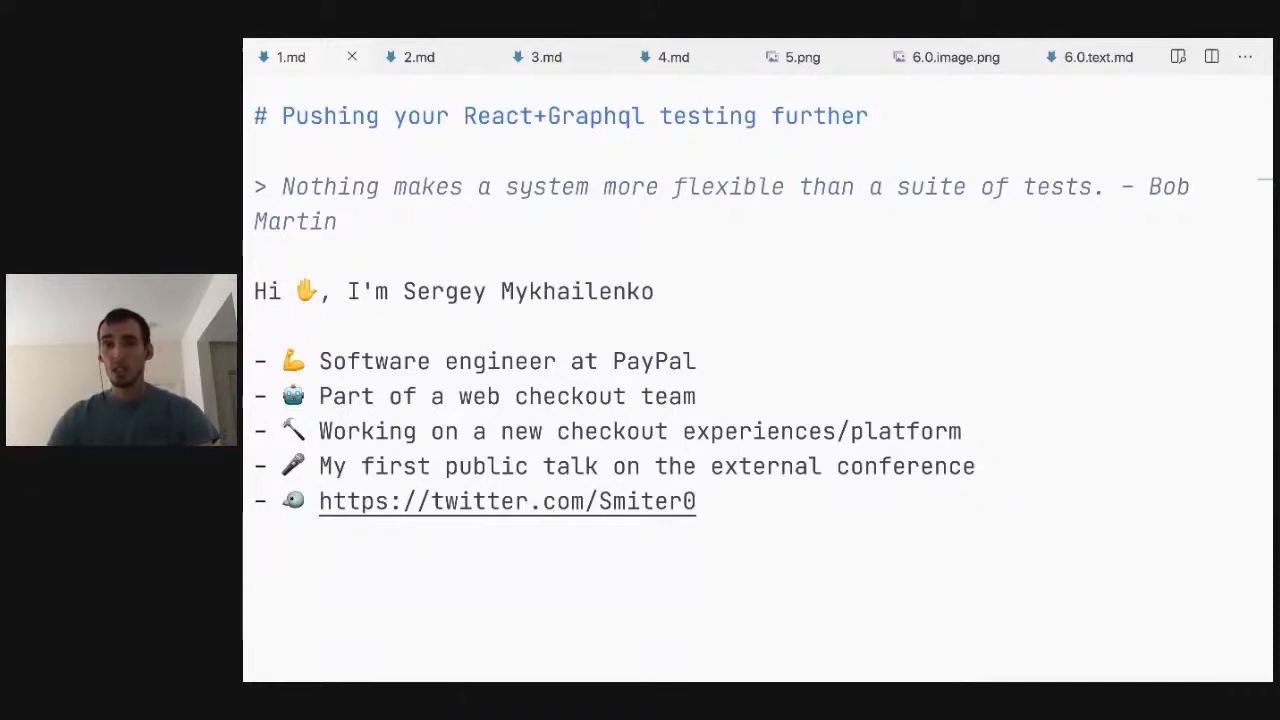 1.md 2.md 3.md 4.md 5.png 6.0.image.png 6.0.text.md
# Pushing your React+Graphql testing further
> Nothing makes a system more flexible than a suite of tests. – Bob
Martin
Hi ✋, I'm Sergey Mykhailenko
- 💪 Software engineer at PayPal
- 🤖 Part of a web checkout team
- 🔨 Working on a new checkout experiences/platform
- 🎤 My first public talk on the external conference
- 🐦 https://twitter.com/Smiter0